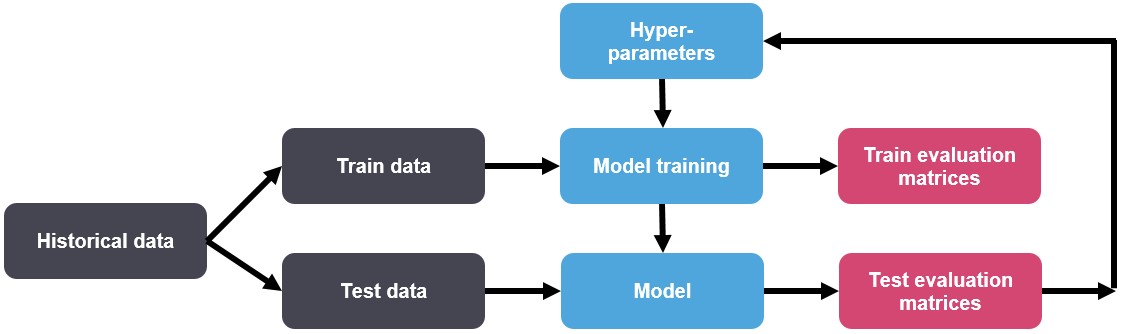 Hyper-
parameters
Train data
Model training
Train evaluation
matrices
Historical data
Test data
Model
Test evaluation
matrices